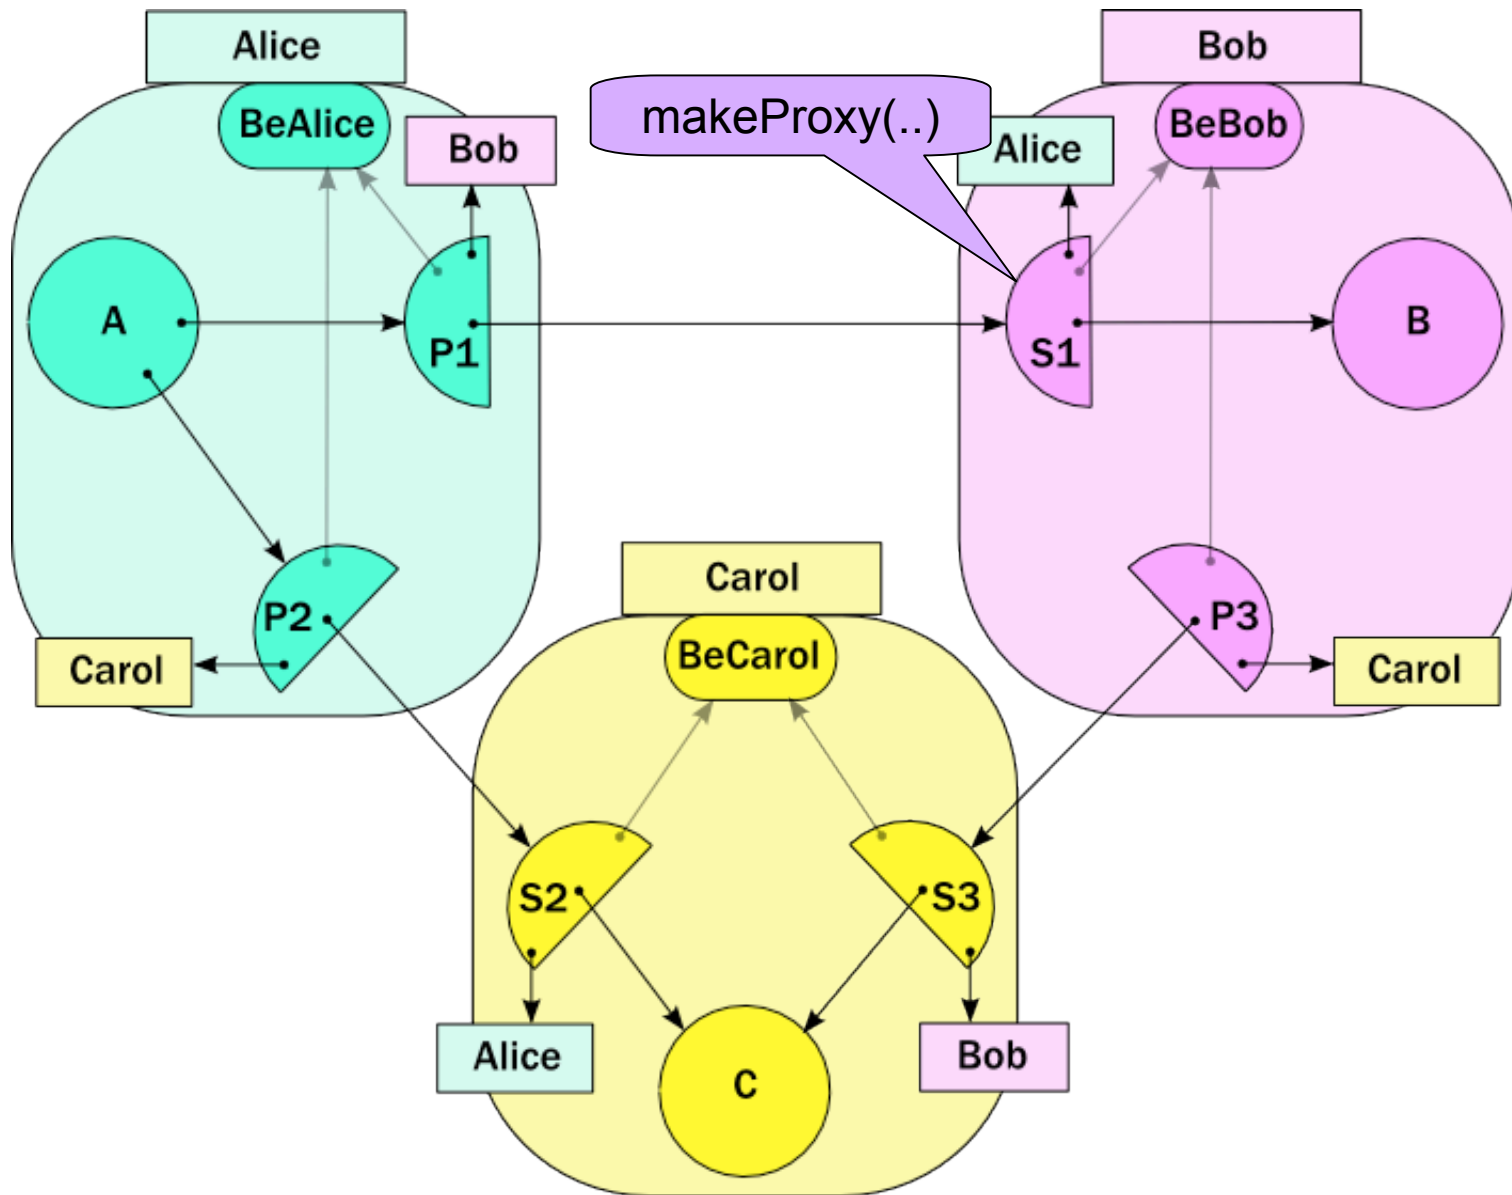 Alice
Bob
BeAlice
Bob
makeProxy(..)
Alice
BeBob
A
P1
S1
B
P2
Carol
Carol
BeCarol
P3
Carol
S2
S3
Alice
C
Bob